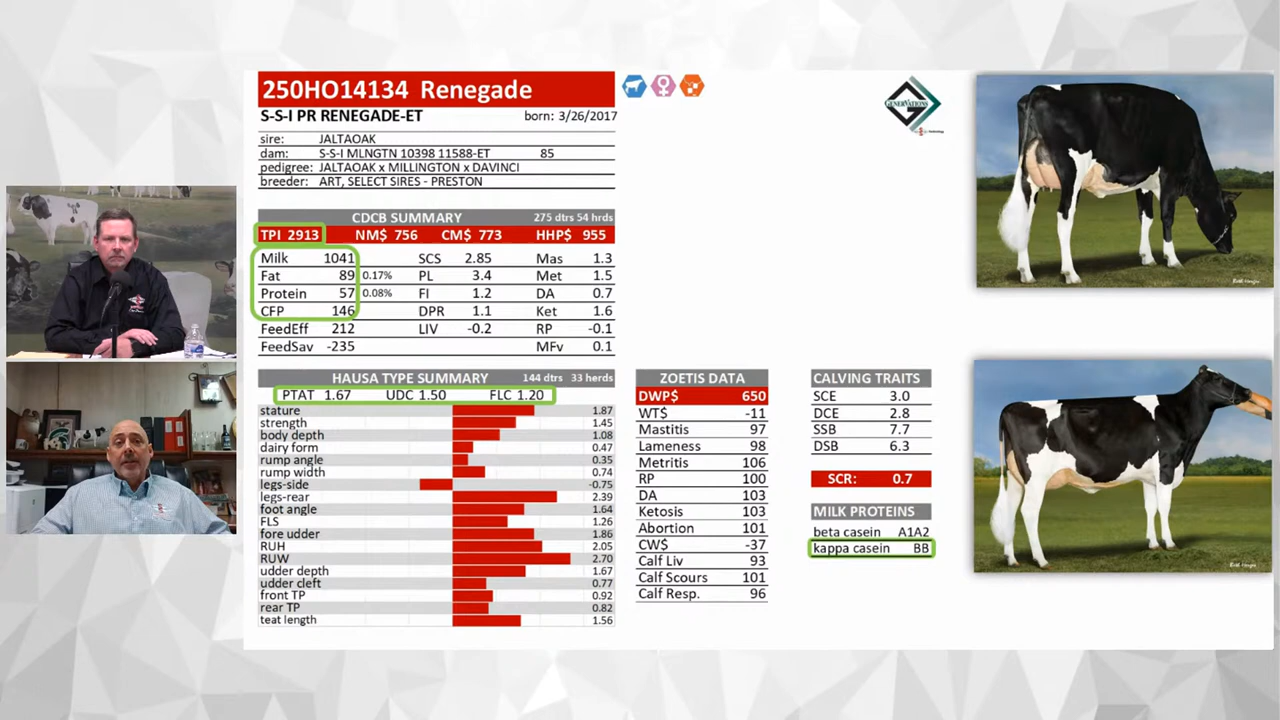 250HO14134 Renegade
S-S-I PR RENEGADE-ET born: 3/26/2017
sire: JALTAOAK
dam: S-S-I MLNGTN 10398 11588-ET 85
pedigree: JALTAOAK x MILLINGTON x DAVINCI
breeder: ART, SELECT SIRES - PRESTON
GENERVATIONS
CDCB SUMMARY 275 dtrs 54 hrds
TPI 2913 NM$ 756 CM$ 773 HHP$ 955
Milk 1041 SCS 2.85 Mas 1.3
Fat 89 0.17% PL 3.4 Met 1.5
Protein 57 0.08% FI 1.2 DA 0.7
CFP 146 DPR 1.1 Ket 1.6
FeedEff 212 LIV -0.2 RP -0.1
FeedSav -235 MFv 0.1
HAUSA TYPE SUMMARY 144 dtrs 33 herds
PTAT 1.67 UDC 1.50 FLC 1.20
stature 1.87
strength 1.45
body depth 1.08
dairy form 0.47
rump angle 0.35
rump width 0.74
legs-side -0.75
legs-rear 2.39
foot angle 1.64
FLS 1.26
fore udder 1.86
RUH 2.05
RUW 2.70
udder depth 1.67
udder cleft 0.77
front TP 0.92
rear TP 0.82
teat length 1.56
ZOETIS DATA
DWP$ 650
WT$ -11
Mastitis 97
Lameness 98
Metritis 106
RP 100
DA 103
Ketosis 103
Abortion 101
CW$ -37
Calf Liv 93
Calf Scours 101
Calf Resp. 96
CALVING TRAITS
SCE 3.0
DCE 2.8
SSB 7.7
DSB 6.3
SCR: 0.7
MILK PROTEINS
beta casein A1A2
kappa casein BB